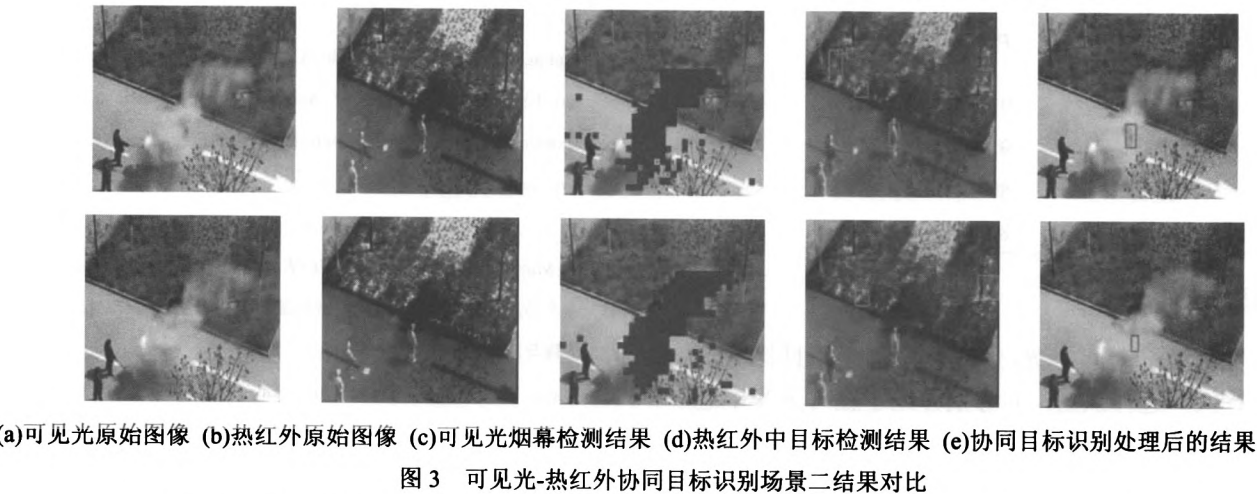 (a)可见光原始图像 (b)热红外原始图像 (c)可见光烟幕检测结果 (d)热红外中目标检测结果 (e)协同目标识别处理后的结果
图 3 可见光-热红外协同目标识别场景二结果对比